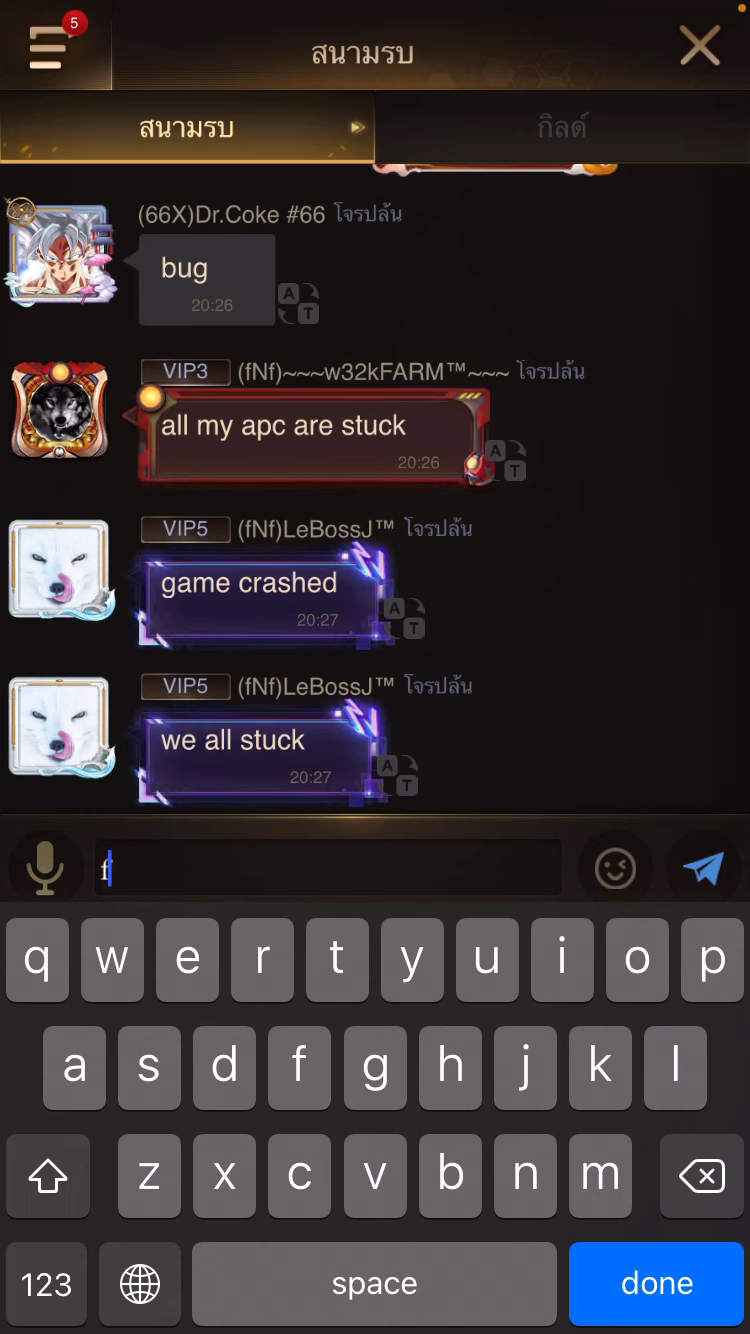 5
สนามรบ
สนามรบ
กิลด์
(66X)Dr.Coke #66 โจรปล้น
bug
20:26
A T
VIP3 (fNf)~~~w32kFARM™~~~ โจรปล้น
all my apc are stuck
20:26
A T
VIP5 (fNf)LeBossJ™ โจรปล้น
game crashed
20:27
A T
VIP5 (fNf)LeBossJ™ โจรปล้น
we all stuck
20:27
A T
f
q w e r t y u i o p
a s d f g h j k l
z x c v b n m
123 space done